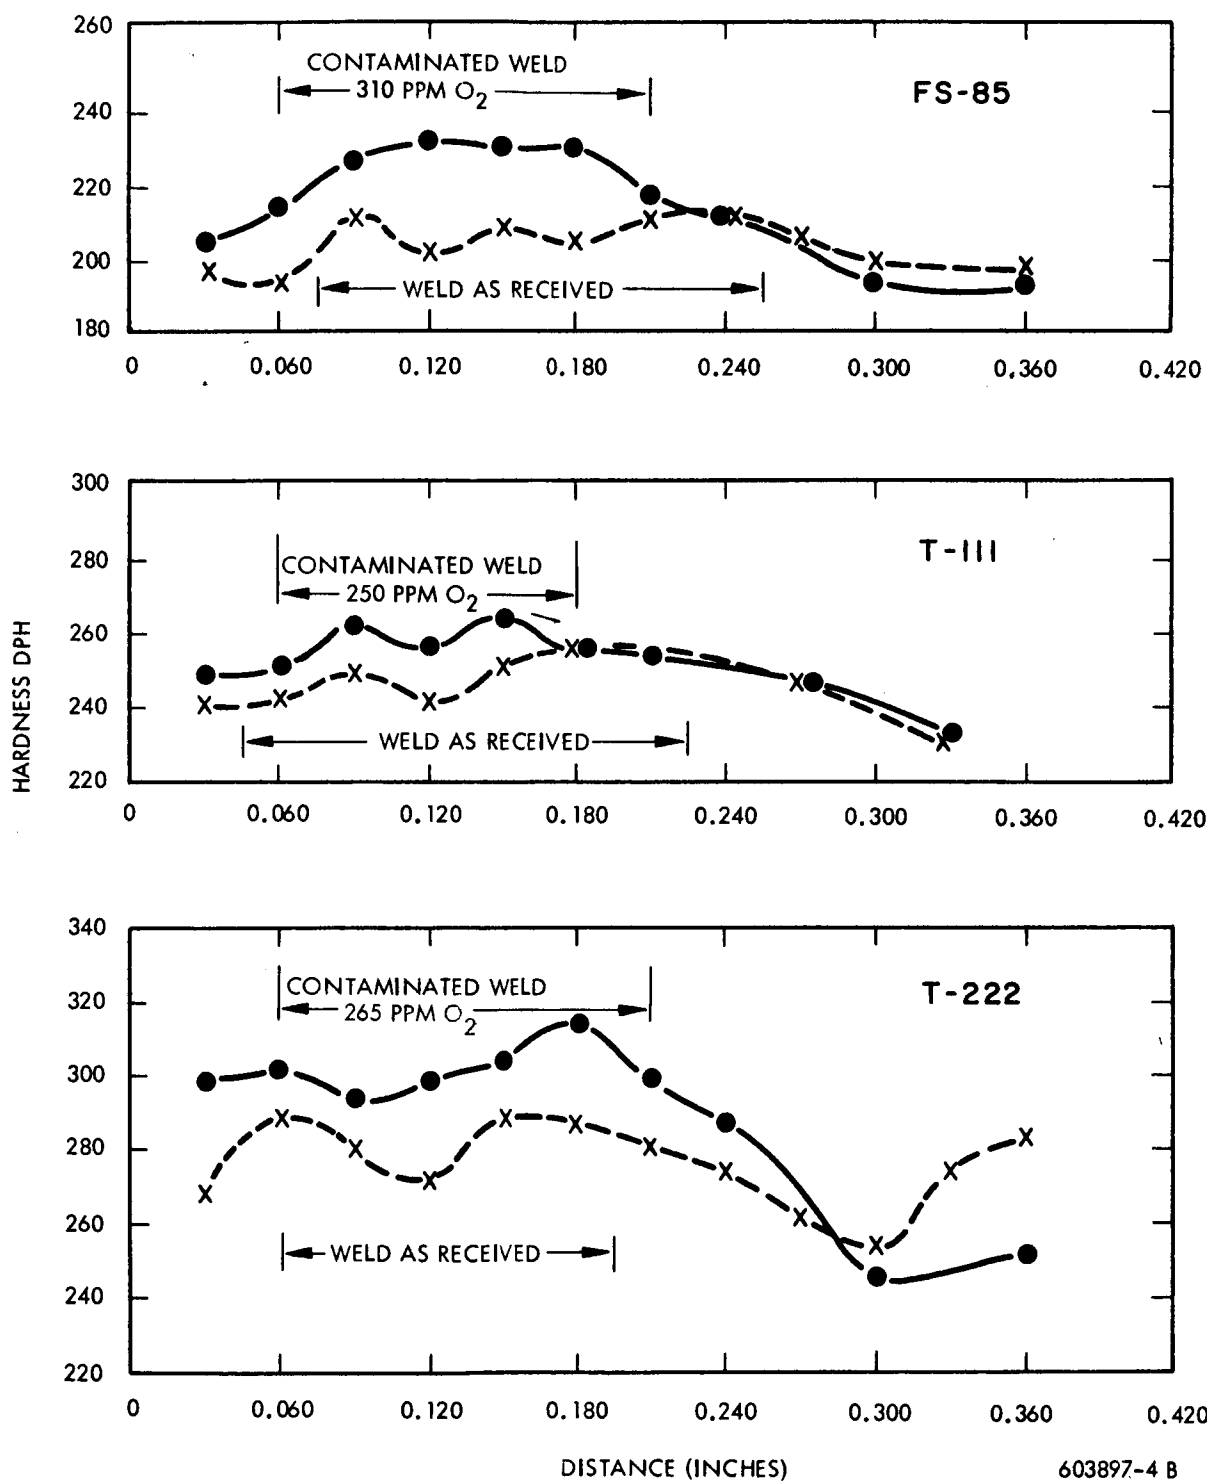 260
CONTAMINATED WELD
310 PPM O2
FS-85
240
220
200
WELD AS RECEIVED
180
0 0.060 0.120 0.180 0.240 0.300 0.360 0.420
300
T-111
280
CONTAMINATED WELD
250 PPM O2
260
240
WELD AS RECEIVED
220
0 0.060 0.120 0.180 0.240 0.300 0.360 0.420
HARDNESS DPH
340
CONTAMINATED WELD
T-222
320
265 PPM O2
300
280
260
WELD AS RECEIVED
240
220
0 0.060 0.120 0.180 0.240 0.300 0.360 0.420
DISTANCE (INCHES)
603897-4 B